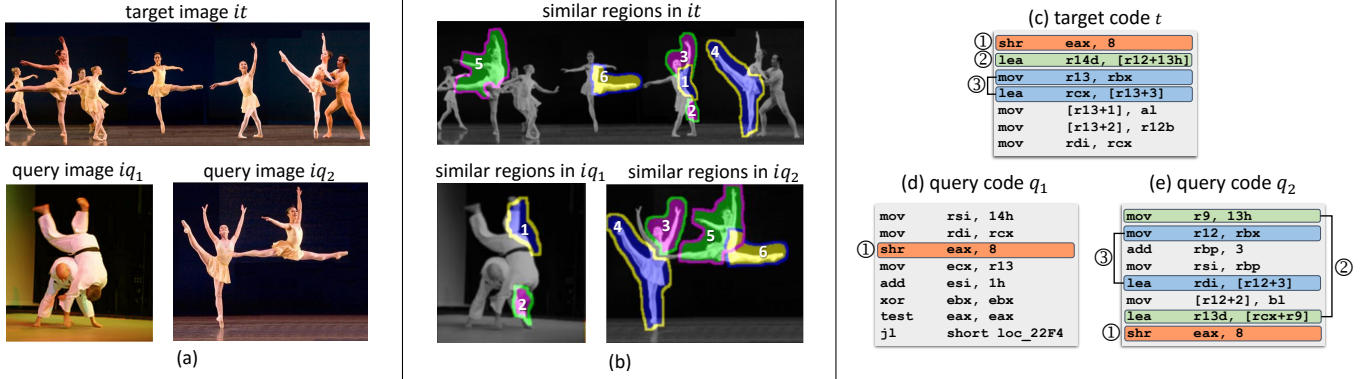 target image it
query image iq1
query image iq2
(a)
similar regions in it
5
6
3
1
2
4
similar regions in iq1
similar regions in iq2
1
2
4
3
5
6
(b)
(c) target code t
① shr eax, 8
② lea r14d, [r12+13h]
③ mov r13, rbx
lea rcx, [r13+3]
mov [r13+1], al
mov [r13+2], r12b
mov rdi, rcx
(d) query code q1
mov rsi, 14h
mov rdi, rcx
① shr eax, 8
mov ecx, r13
add esi, 1h
xor ebx, ebx
test eax, eax
jl short loc_22F4
(e) query code q2
mov r9, 13h
mov r12, rbx
add rbp, 3
③ mov rsi, rbp ②
lea rdi, [r12+3]
mov [r12+2], bl
lea r13d, [rcx+r9]
① shr eax, 8